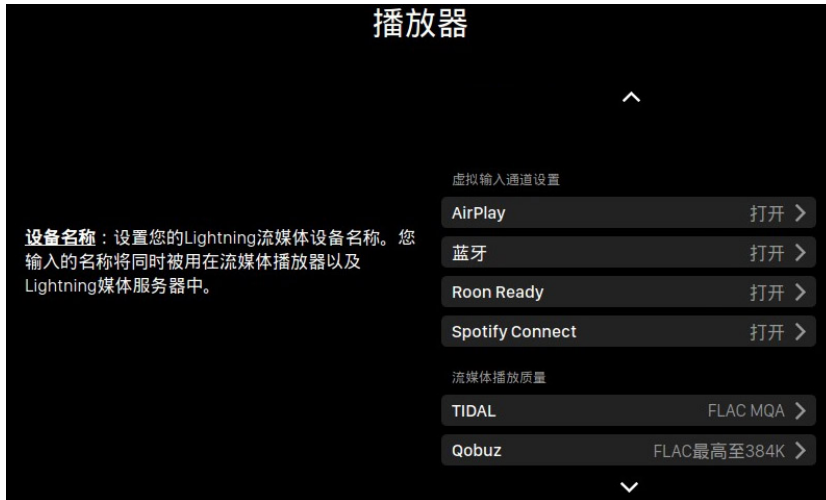 播放器
设备名称：设置您的Lightning流媒体设备名称。您
输入的名称将同时被用在流媒体播放器以及
Lightning媒体服务器中。
虚拟输入通道设置
AirPlay 打开
蓝牙 打开
Roon Ready 打开
Spotify Connect 打开
流媒体播放质量
TIDAL FLAC MQA
Qobuz FLAC最高至384K